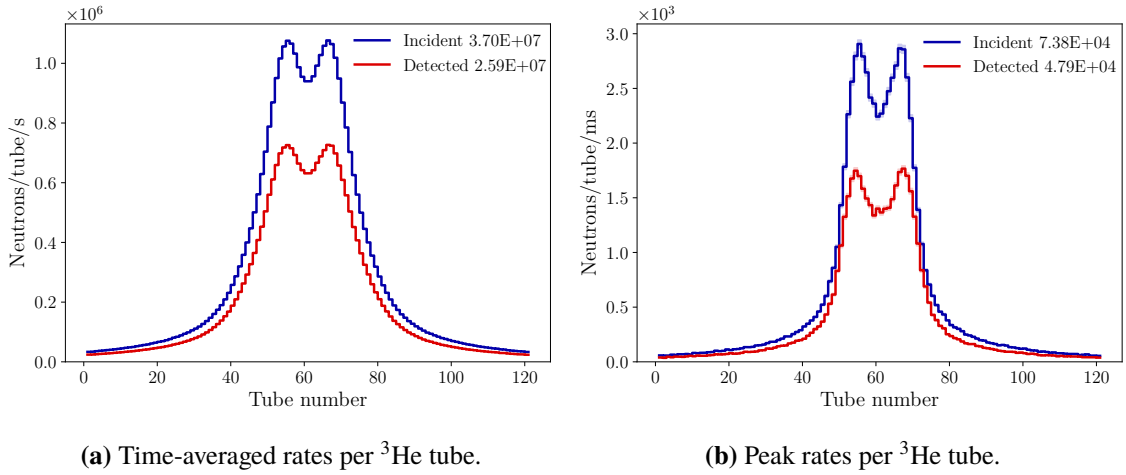 ×10⁶
Incident 3.70E+07
Detected 2.59E+07
Neutrons/tube/s
1.0
0.8
0.6
0.4
0.2
0.0
0 20 40 60 80 100 120
Tube number
(a) Time-averaged rates per ³He tube.
×10³
Incident 7.38E+04
Detected 4.79E+04
Neutrons/tube/ms
3.0
2.5
2.0
1.5
1.0
0.5
0.0
0 20 40 60 80 100 120
Tube number
(b) Peak rates per ³He tube.